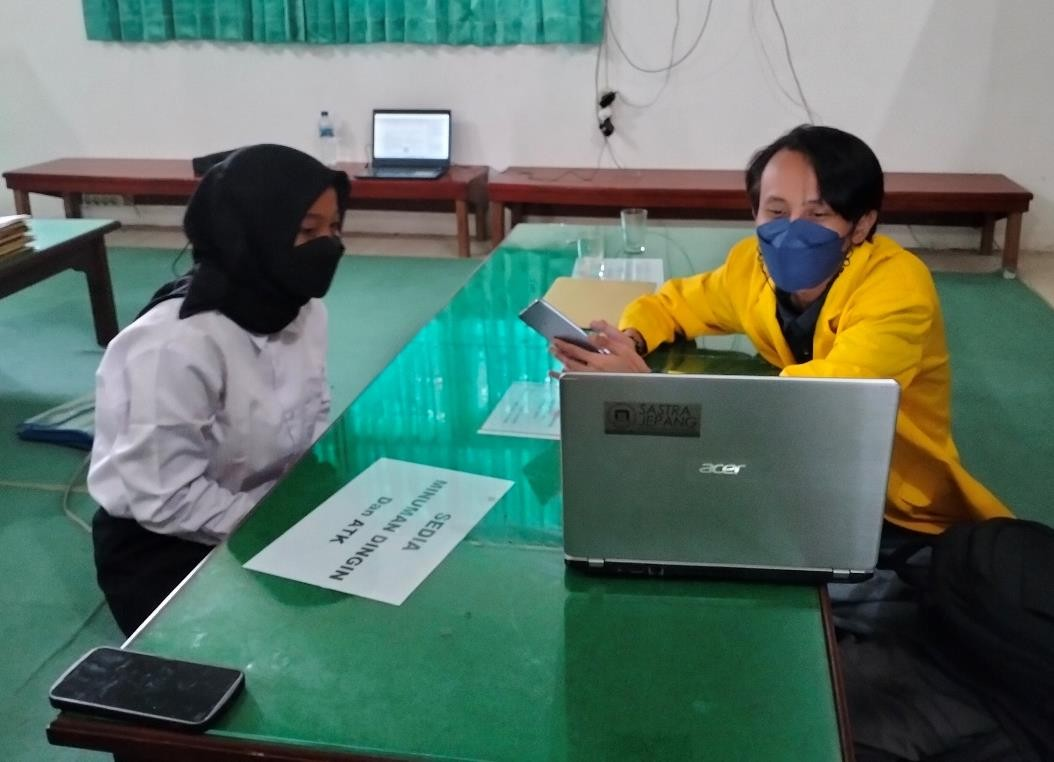 SEDIA
MINUMAN DINGIN
Dan ATK
SASTRA
JEPANG
acer